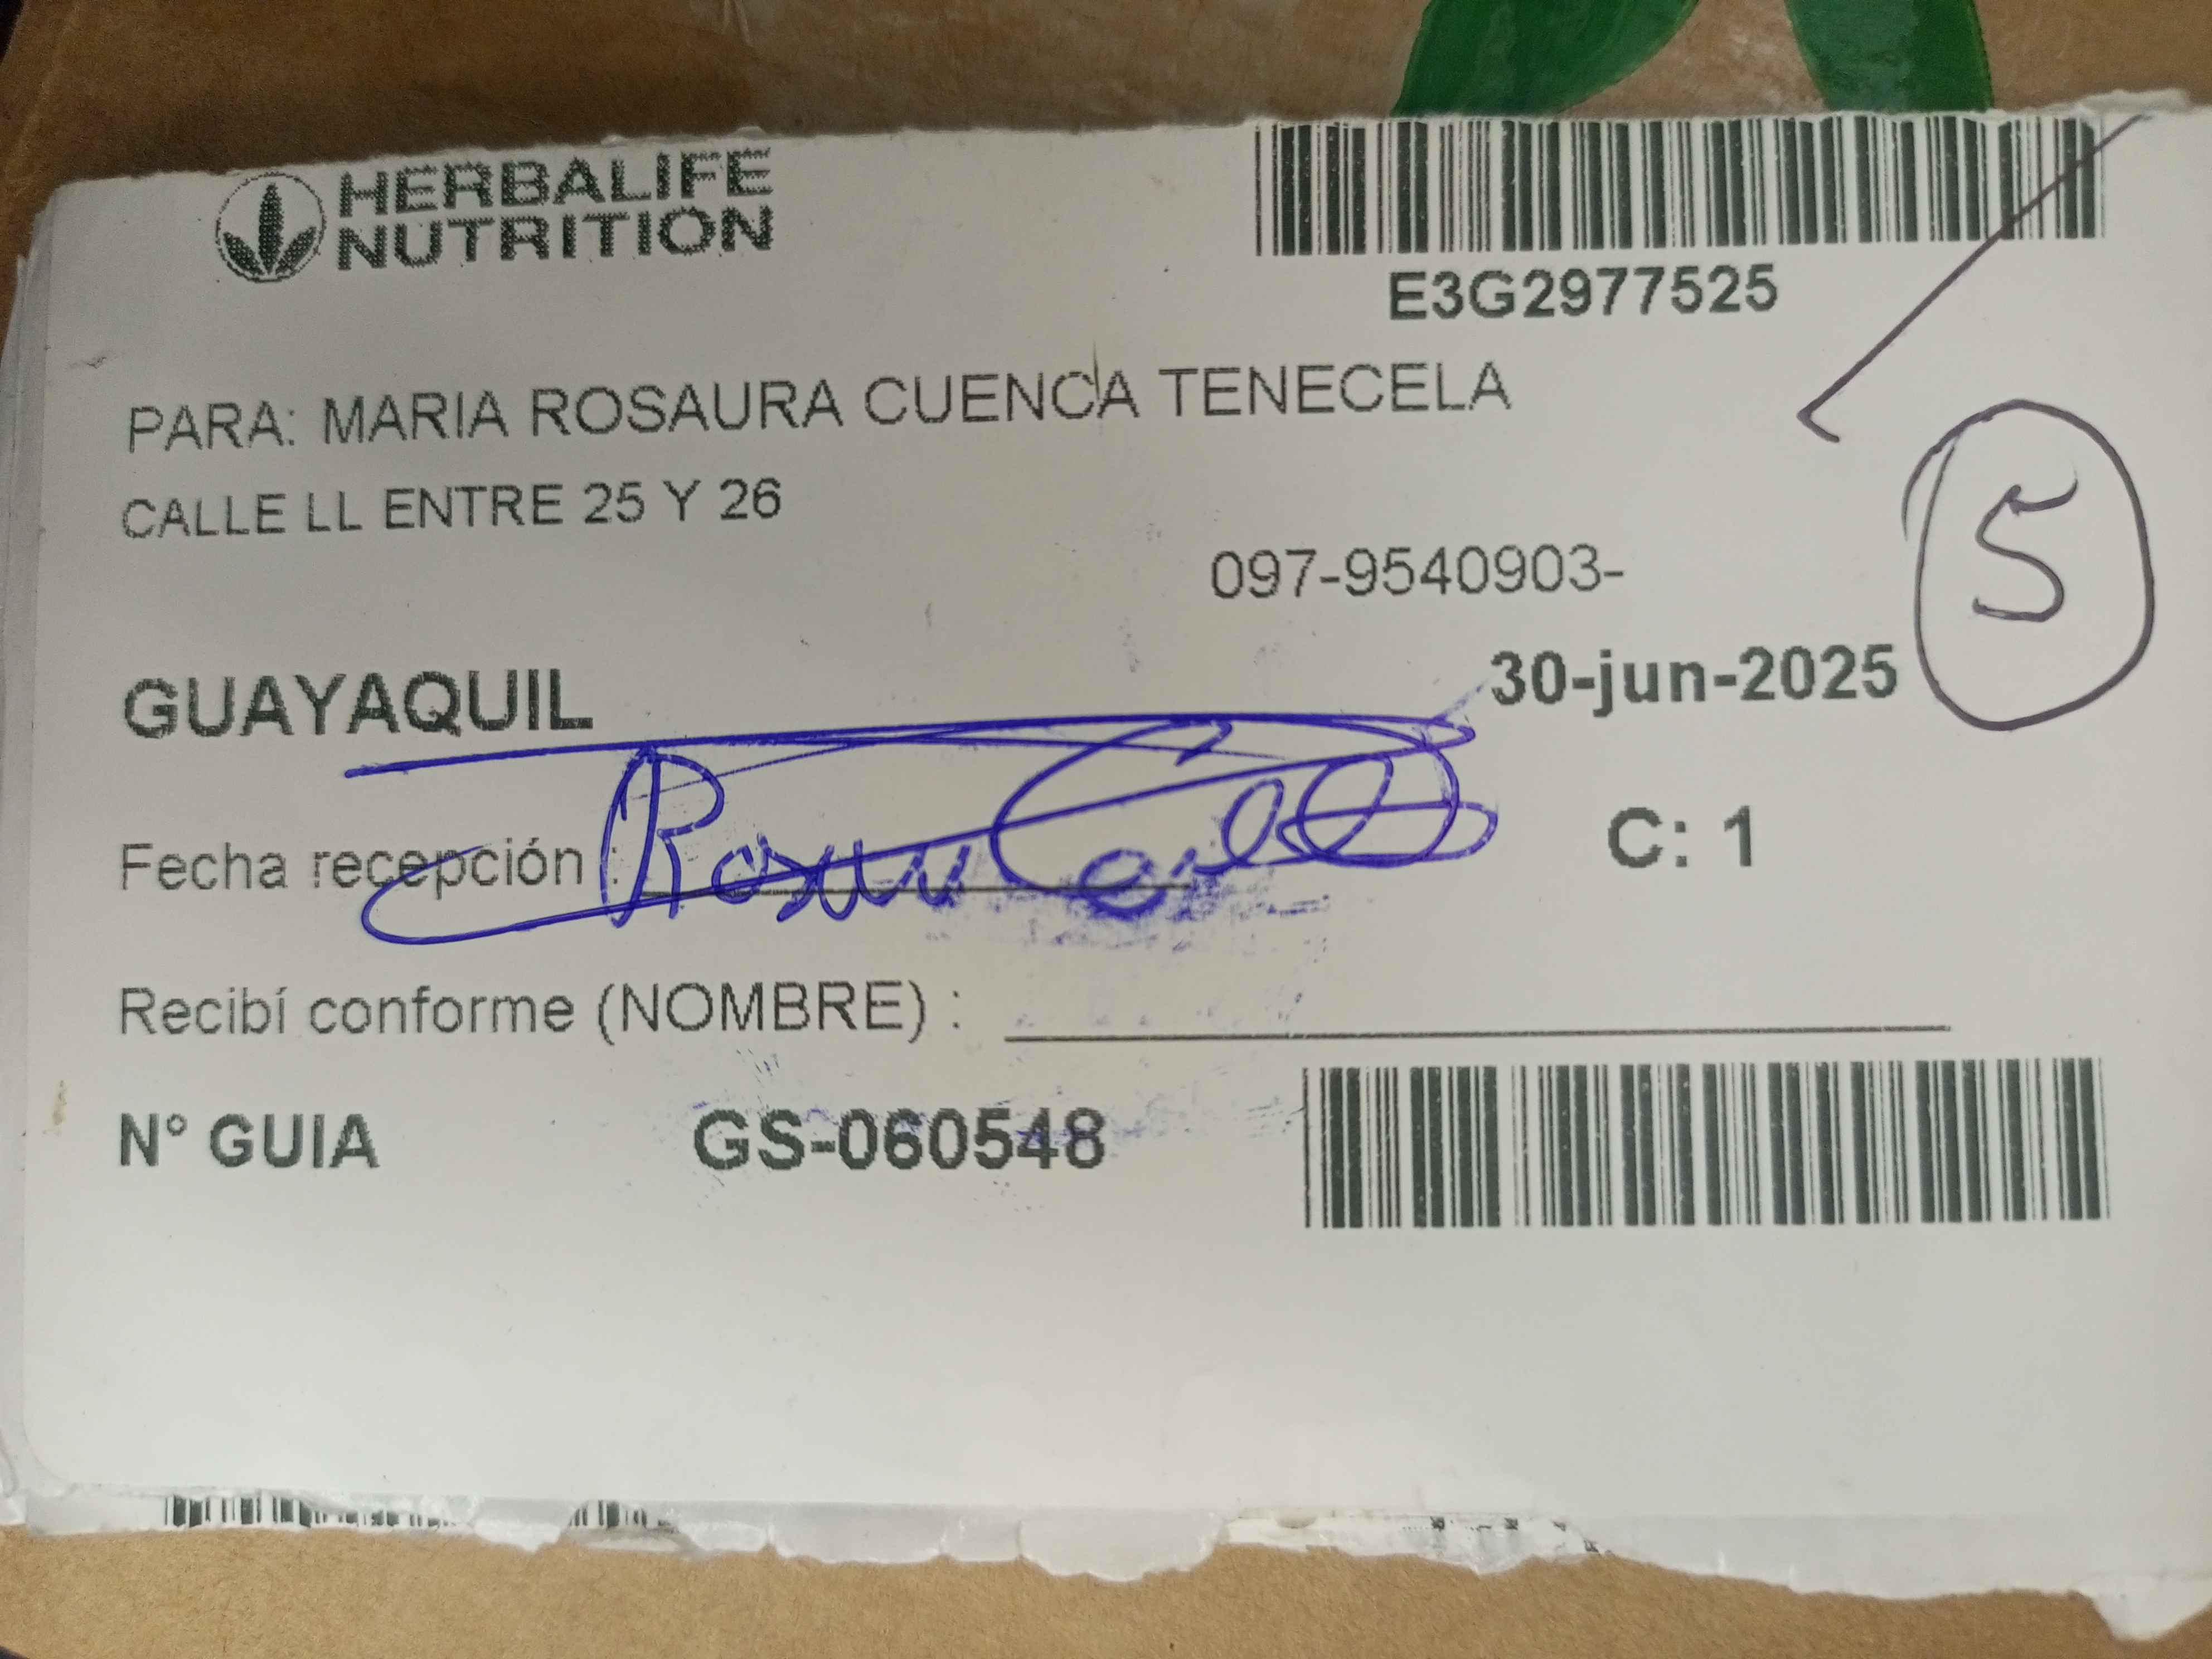 HERBALIFE
NUTRITION
E3G2977525
PARA: MARIA ROSAURA CUENCA TENECELA
CALLE LL ENTRE 25 Y 26
5
097-9540903-
GUAYAQUIL
30-jun-2025
Fecha recepción :
C: 1
Recibí conforme (NOMBRE) :
N° GUIA GS-060548